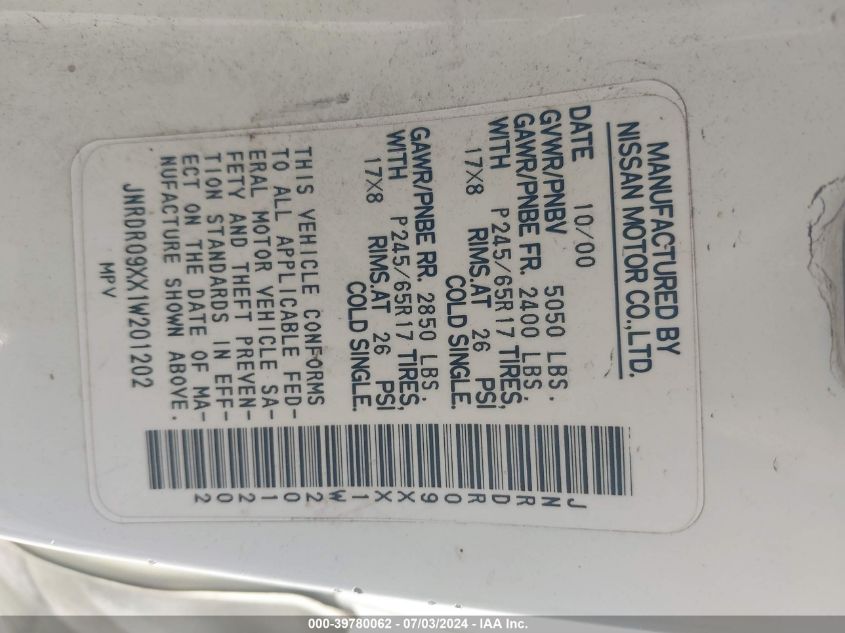 MANUFACTURED BY
NISSAN MOTOR CO.,LTD.
DATE 10/00
GVWR/PNBV 5050 LBS.
GAWR/PNBE FR. 2400 LBS.
WITH P245/65R17 TIRES,
17X8 RIMS.AT 26 PSI
COLD SINGLE.
GAWR/PNBE RR. 2850 LBS.
WITH P245/65R17 TIRES,
17X8 RIMS.AT 26 PSI
COLD SINGLE.
THIS VEHICLE CONFORMS
TO ALL APPLICABLE FED-
ERAL MOTOR VEHICLE SA-
FETY AND THEFT PREVEN-
TION STANDARDS IN EFF-
ECT ON THE DATE OF MA-
NUFACTURE SHOWN ABOVE.
JNRDR09XX1W201202
MPV
JNRDR09XX1W201202
000-39780062 - 07/03/2024 - IAA Inc.